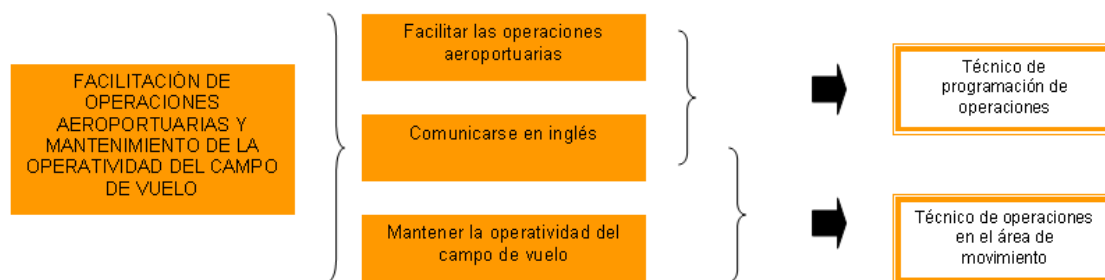 FACILITACIÓN DE
OPERACIONES
AEROPORTUARIAS Y
MANTENIMIENTO DE LA
OPERATIVIDAD DEL CAMPO
DE VUELO
Facilitar las operaciones
aeroportuarias
Comunicarse en inglés
Mantener la operatividad del
campo de vuelo
Técnico de
programación de
operaciones
Técnico de operaciones
en el área de
movimiento